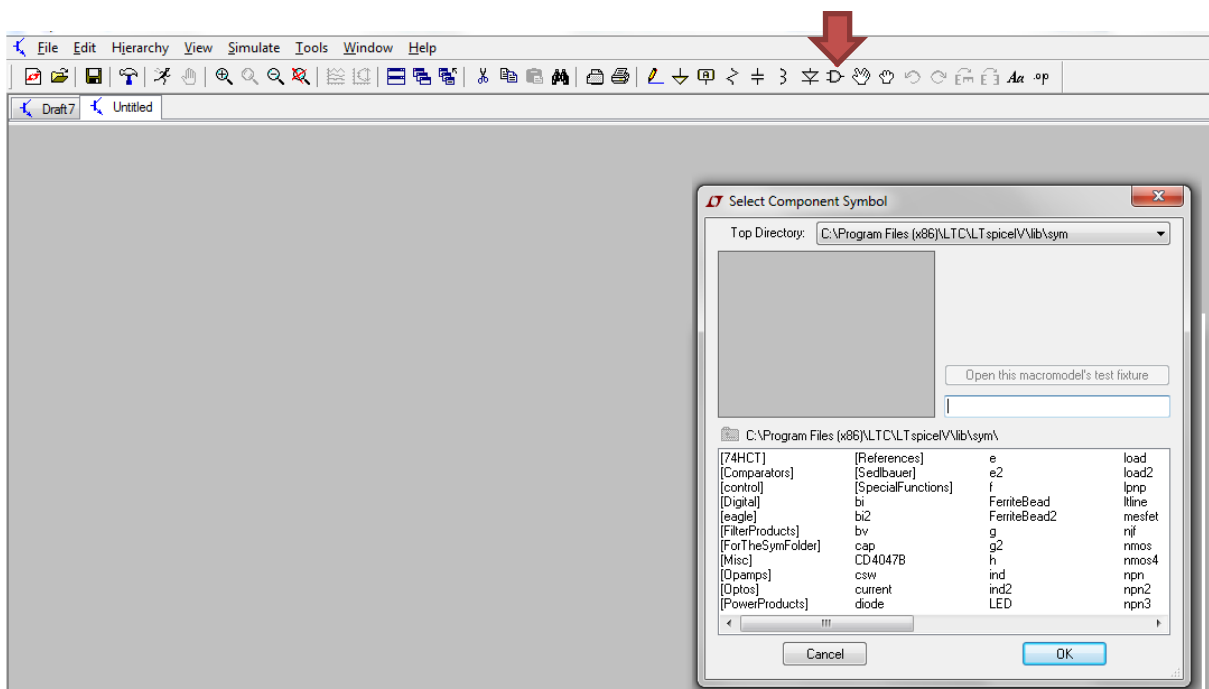 File Edit Hierarchy View Simulate Tools Window Help
Aa .op
Draft7 Untitled
Select Component Symbol
Top Directory: C:\Program Files (x86)\LTC\LTspiceIV\lib\sym
Open this macromodel's test fixture
C:\Program Files (x86)\LTC\LTspiceIV\lib\sym\
[74HCT] [References] e load
[Comparators] [Sedlbauer] e2 load2
[control] [SpecialFunctions] f lpnp
[Digital] bi FerriteBead ltline
[eagle] bi2 FerriteBead2 mesfet
[FilterProducts] bv g njf
[ForTheSymFolder] cap g2 nmos
[Misc] CD4047B h nmos4
[Opamps] csw ind npn
[Optos] current ind2 npn2
[PowerProducts] diode LED npn3
Cancel OK